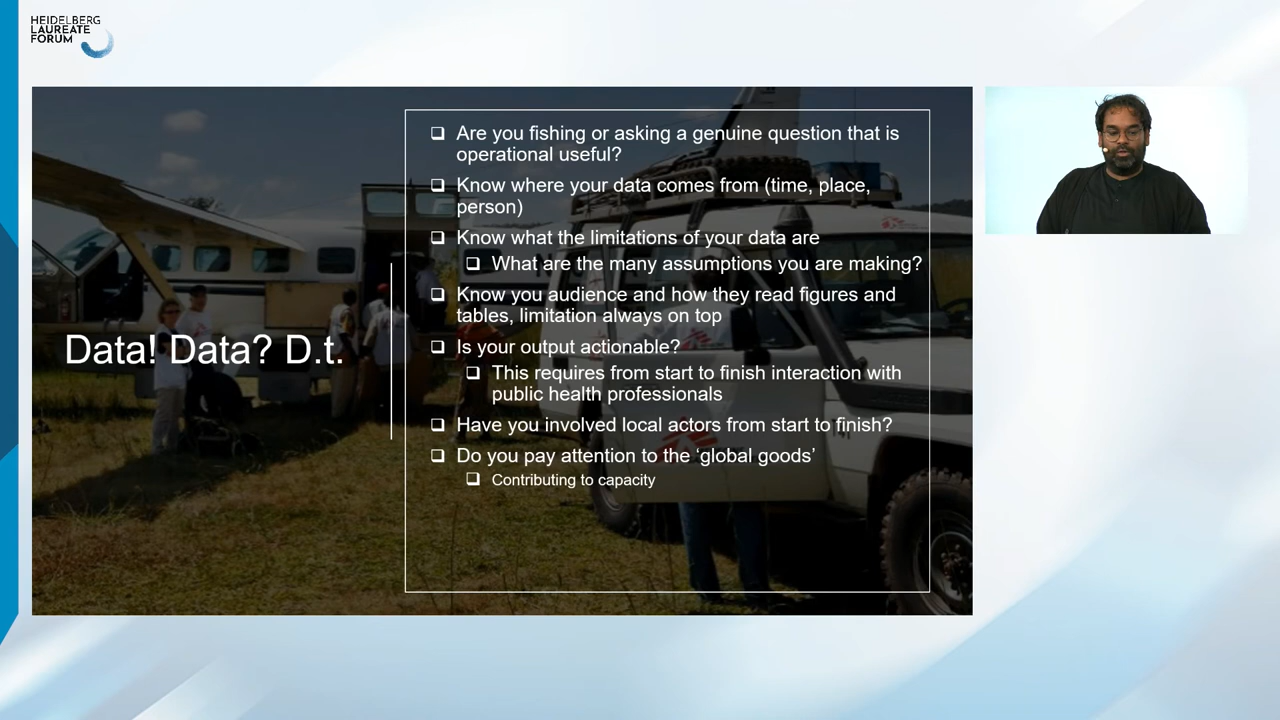 HEIDELBERG
LAUREATE
FORUM
Data! Data? D.t.
Are you fishing or asking a genuine question that is
operational useful?
Know where your data comes from (time, place,
person)
Know what the limitations of your data are
What are the many assumptions you are making?
Know you audience and how they read figures and
tables, limitation always on top
Is your output actionable?
This requires from start to finish interaction with
public health professionals
Have you involved local actors from start to finish?
Do you pay attention to the ‘global goods’
Contributing to capacity